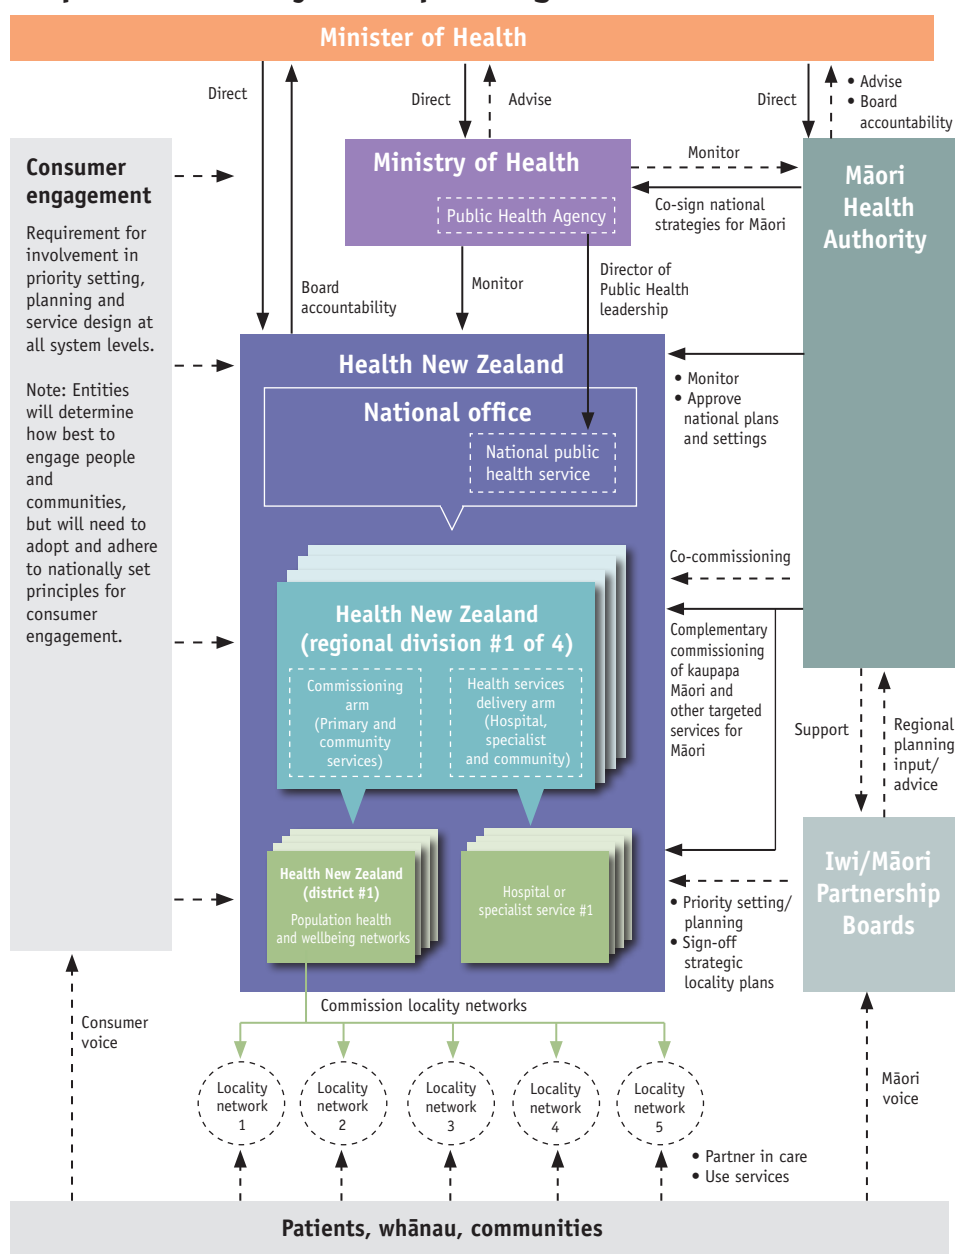 Minister of Health
Direct
Direct
Advise
Direct
• Advise
• Board
accountability
Consumer
engagement
Requirement for
involvement in
priority setting,
planning and
service design at
all system levels.
Note: Entities
will determine
how best to
engage people
and
communities,
but will need to
adopt and adhere
to nationally set
principles for
consumer
engagement.
Ministry of Health
Public Health Agency
Monitor
Co-sign national
strategies for Māori
Māori
Health
Authority
Board
accountability
Monitor
Director of
Public Health
leadership
Health New Zealand
National office
National public
health service
• Monitor
• Approve
national plans
and settings
Co-commissioning
Health New Zealand
(regional division #1 of 4)
Commissioning
arm
(Primary and
community
services)
Health services
delivery arm
(Hospital,
specialist
and community)
Complementary
commissioning
of kaupapa
Māori and
other targeted
services for
Māori
Support
Regional
planning
input/
advice
Health New Zealand
(district #1)
Population health
and wellbeing networks
Hospital or
specialist service #1
Iwi/Māori
Partnership
Boards
• Priority setting/
planning
• Sign-off
strategic
locality plans
Commission locality networks
Consumer
voice
Locality
network
1
Locality
network
2
Locality
network
3
Locality
network
4
Locality
network
5
Māori
voice
• Partner in care
• Use services
Patients, whānau, communities